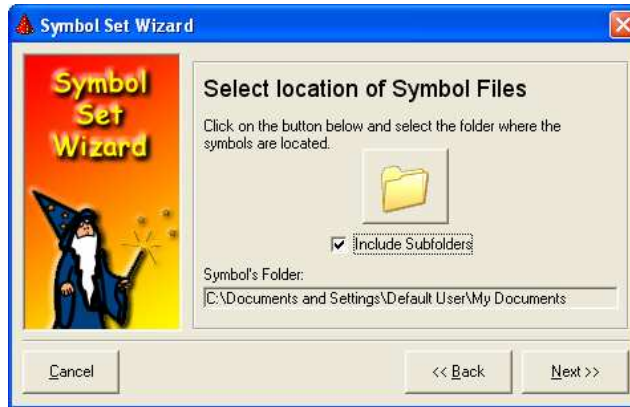 Symbol Set Wizard
Symbol
Set
Wizard
Select location of Symbol Files
Click on the button below and select the folder where the
symbols are located.
Include Subfolders
Symbol's Folder:
C:\Documents and Settings\Default User\My Documents
Cancel
<< Back
Next >>